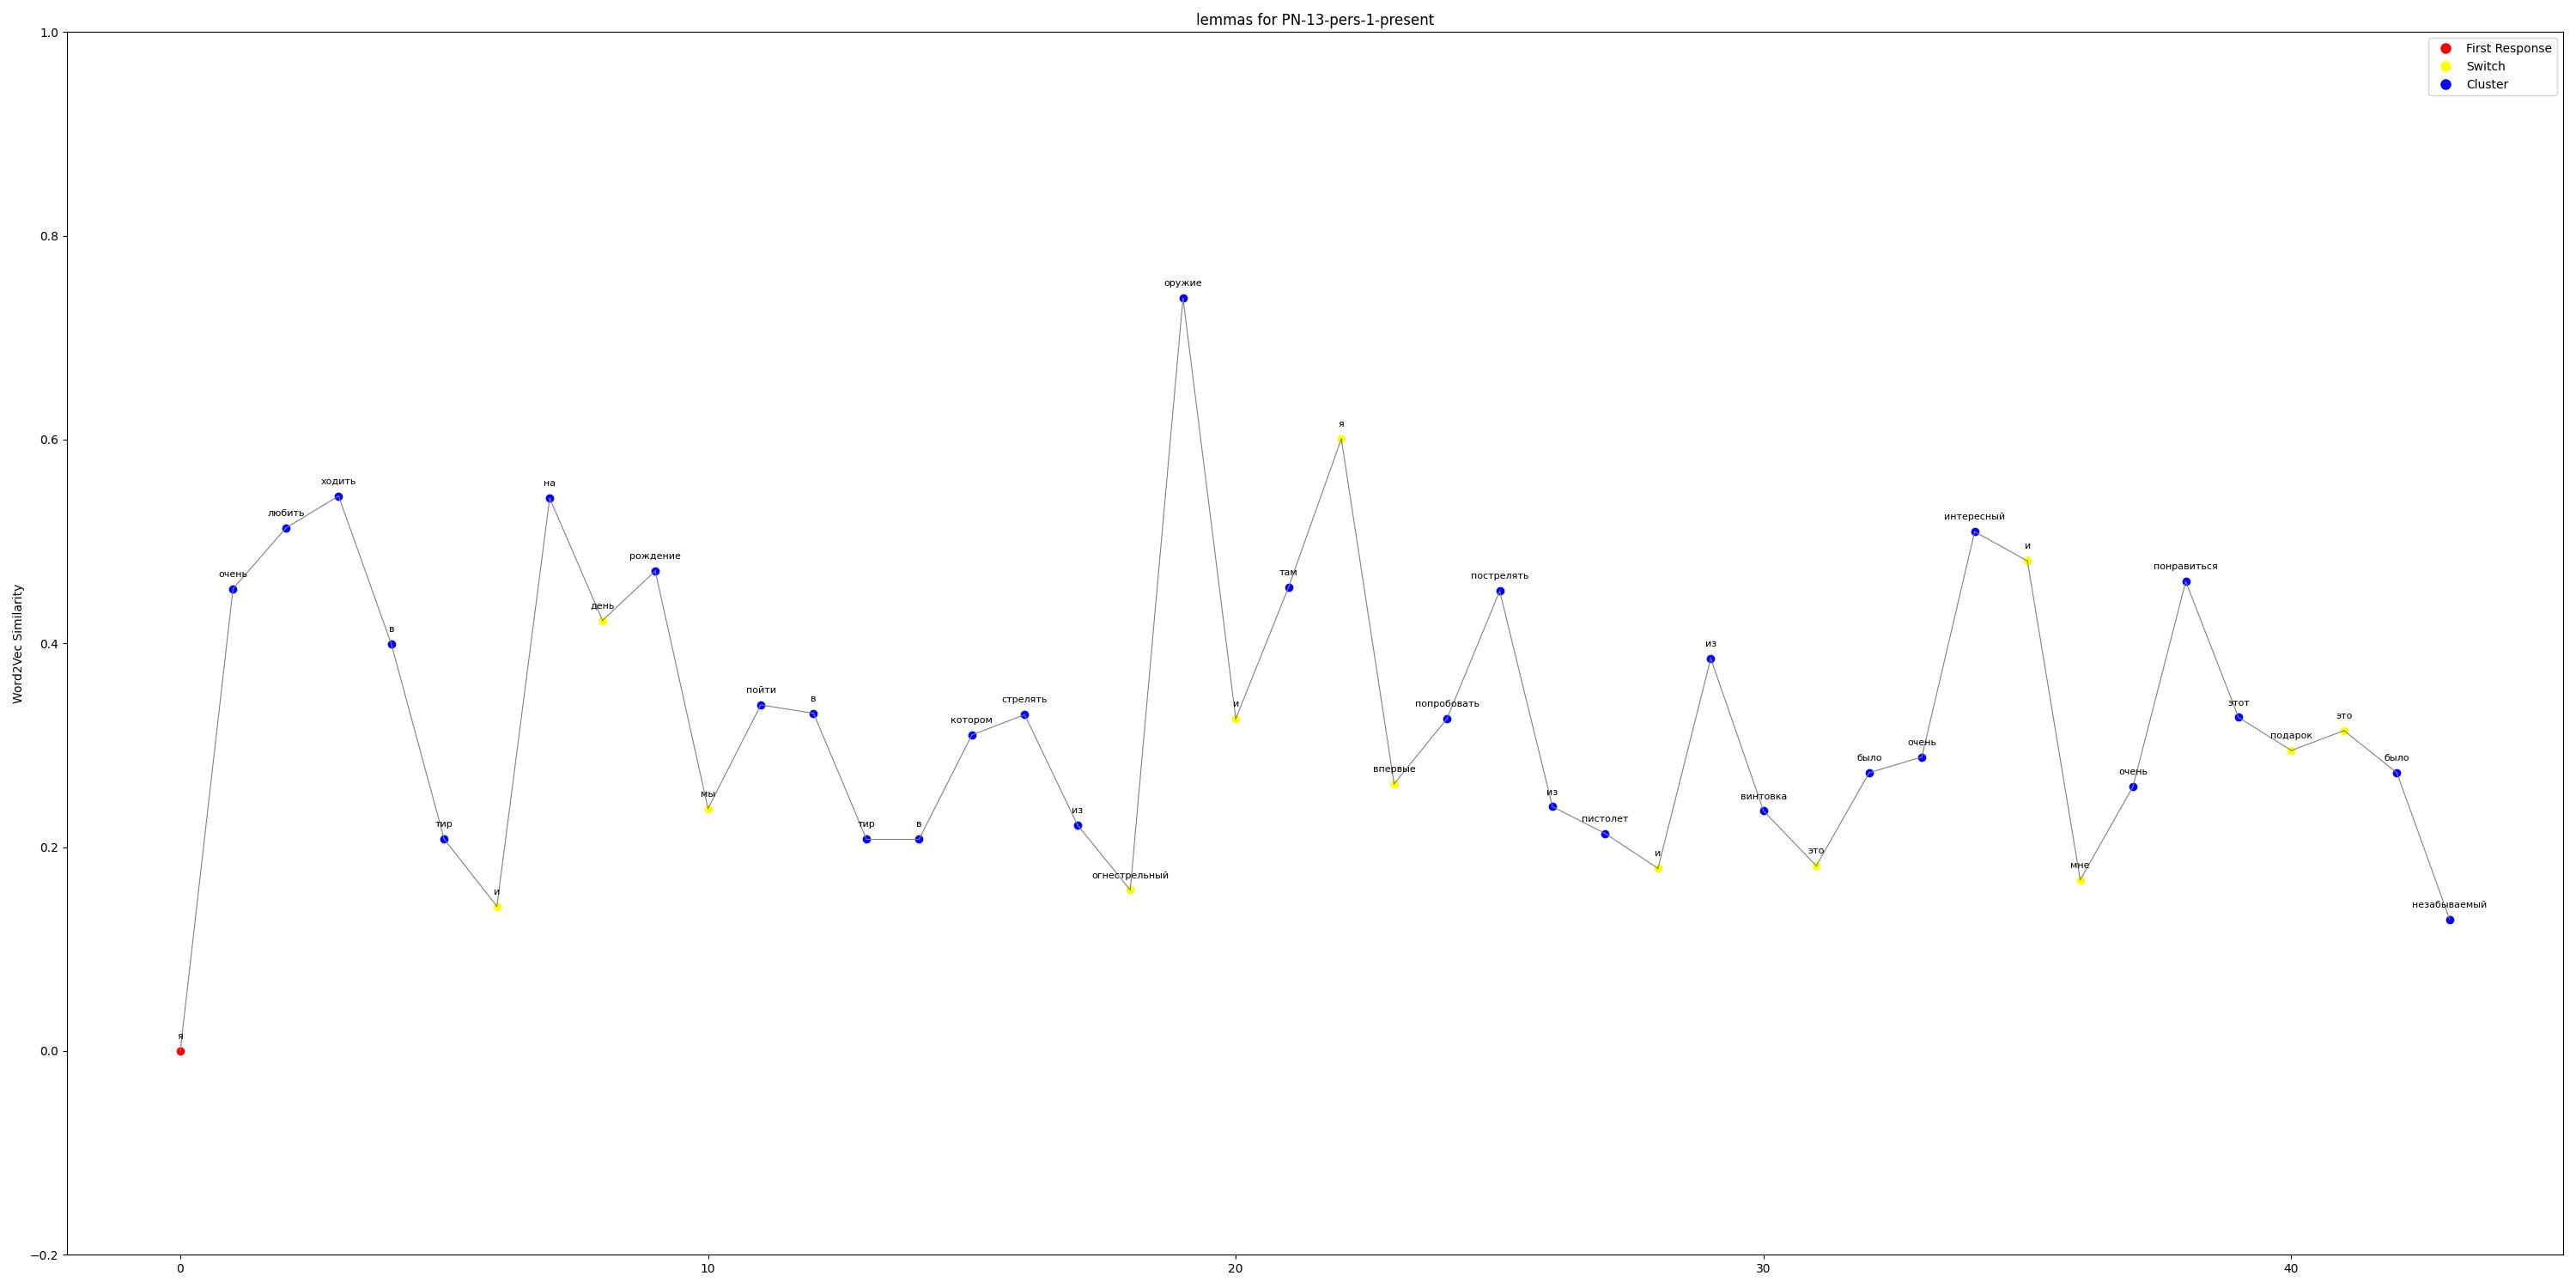 lemmas for PN-13-pers-1-present
First Response
Switch
Cluster
Word2Vec Similarity
1.0
0.8
0.6
0.4
0.2
0.0
−0.2
я
очень
любить
ходить
в
тир
и
на
день
рождение
мы
пойти
в
тир
в
котором
стрелять
из
огнестрельный
оружие
и
там
я
впервые
попробовать
пострелять
из
пистолет
и
из
винтовка
это
было
очень
интересный
и
мне
очень
понравиться
этот
подарок
это
было
незабываемый
0
10
20
30
40